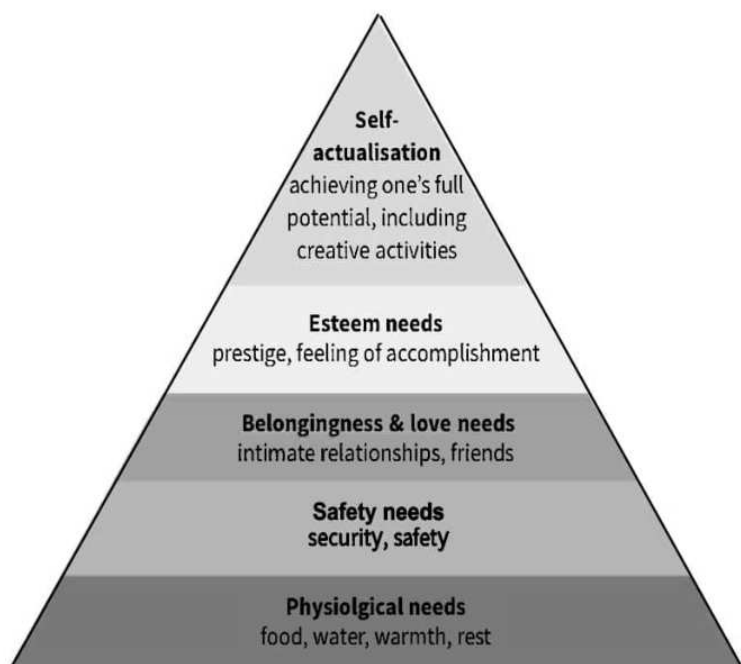 Self-
actualisation
achieving one's full
potential, including
creative activities
Esteem needs
prestige, feeling of accomplishment
Belongingness & love needs
intimate relationships, friends
Safety needs
security, safety
Physiolgical needs
food, water, warmth, rest